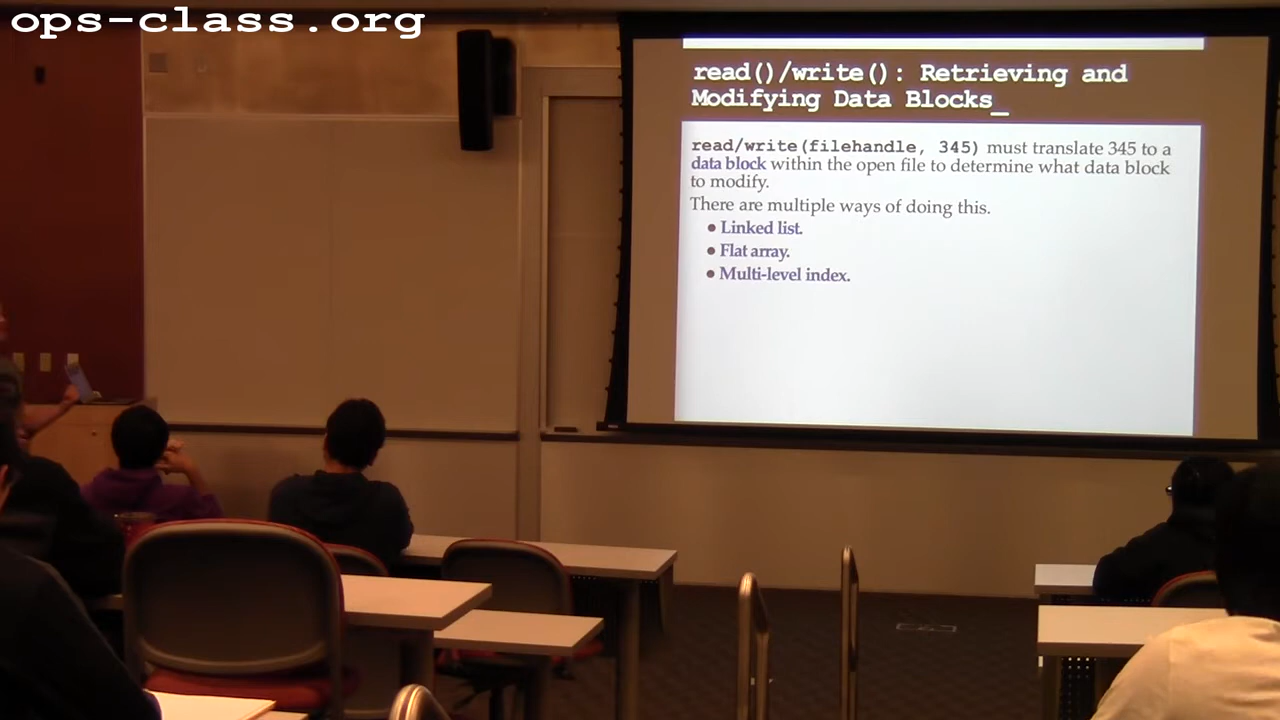 ops-class.org
read()/write(): Retrieving and
Modifying Data Blocks_
read/write(filehandle, 345) must translate 345 to a
data block within the open file to determine what data block
to modify.
There are multiple ways of doing this.
• Linked list.
• Flat array.
• Multi-level index.